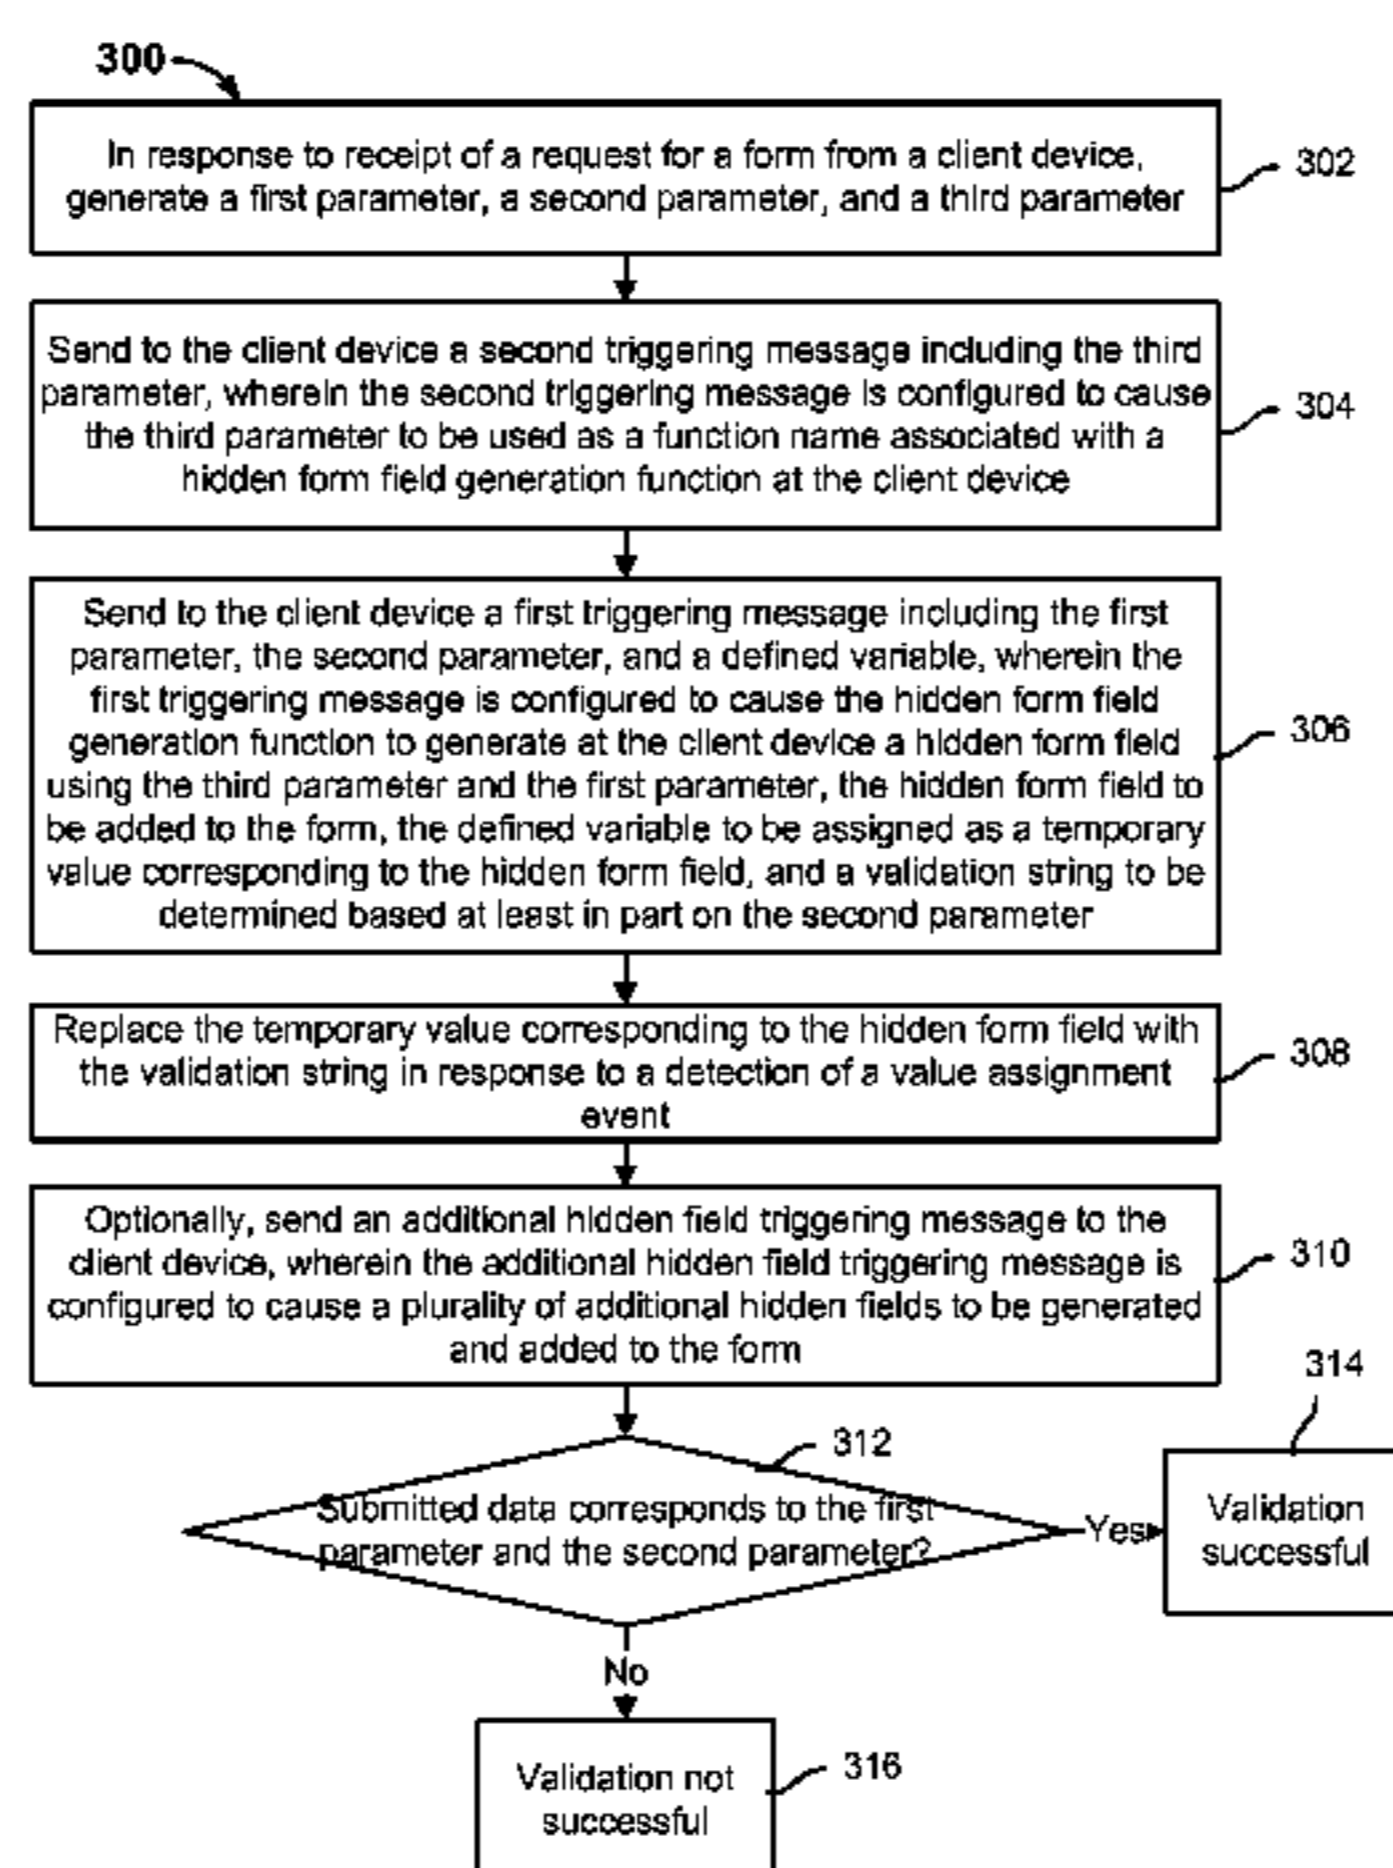 300
In response to receipt of a request for a form from a client device,
generate a first parameter, a second parameter, and a third parameter
302
Send to the client device a second triggering message including the third
parameter, wherein the second triggering message is configured to cause
the third parameter to be used as a function name associated with a
hidden form field generation function at the client device
304
Send to the client device a first triggering message including the first
parameter, the second parameter, and a defined variable, wherein the
first triggering message is configured to cause the hidden form field
generation function to generate at the client device a hidden form field
using the third parameter and the first parameter, the hidden form field to
be added to the form, the defined variable to be assigned as a temporary
value corresponding to the hidden form field, and a validation string to be
determined based at least in part on the second parameter
306
Replace the temporary value corresponding to the hidden form field with
the validation string in response to a detection of a value assignment
event
308
Optionally, send an additional hidden field triggering message to the
client device, wherein the additional hidden field triggering message is
configured to cause a plurality of additional hidden fields to be generated
and added to the form
310
312
Submitted data corresponds to the first
parameter and the second parameter?
Yes
314
Validation
successful
No
Validation not
successful
316